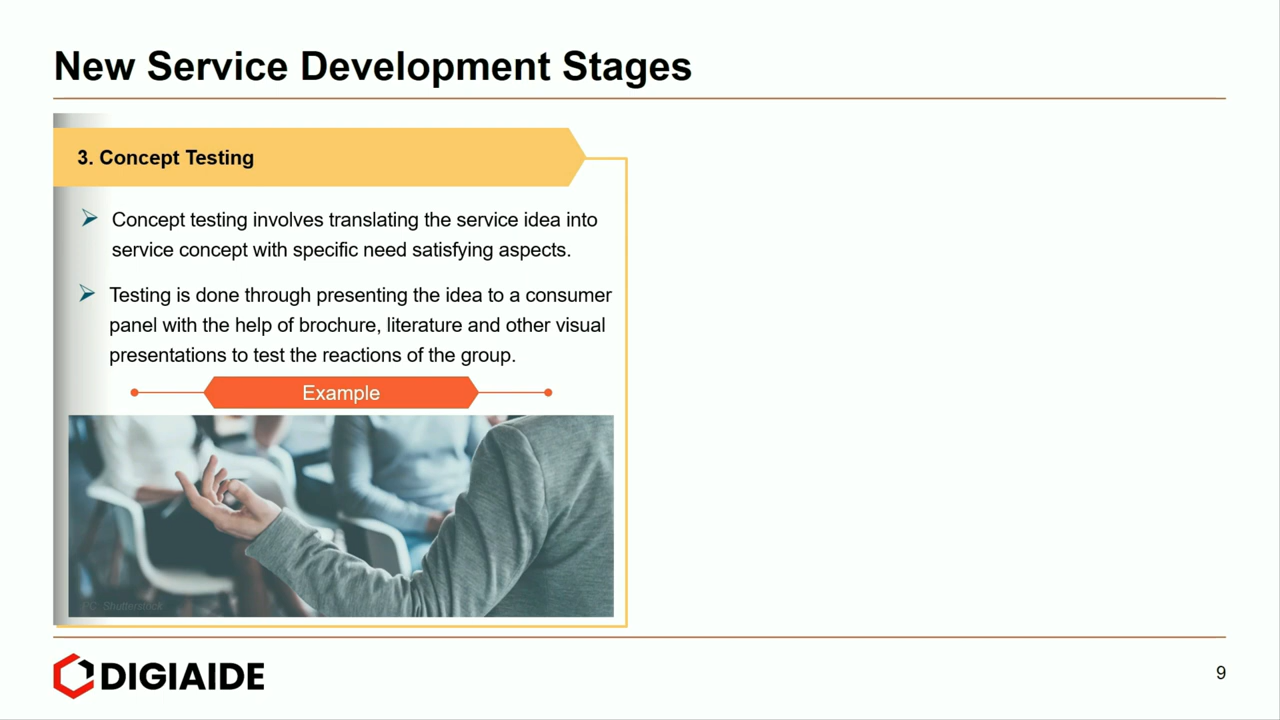 New Service Development Stages
3. Concept Testing
Concept testing involves translating the service idea into
service concept with specific need satisfying aspects.
Testing is done through presenting the idea to a consumer
panel with the help of brochure, literature and other visual
presentations to test the reactions of the group.
Example
PC: Shutterstock
DIGIAIDE
9